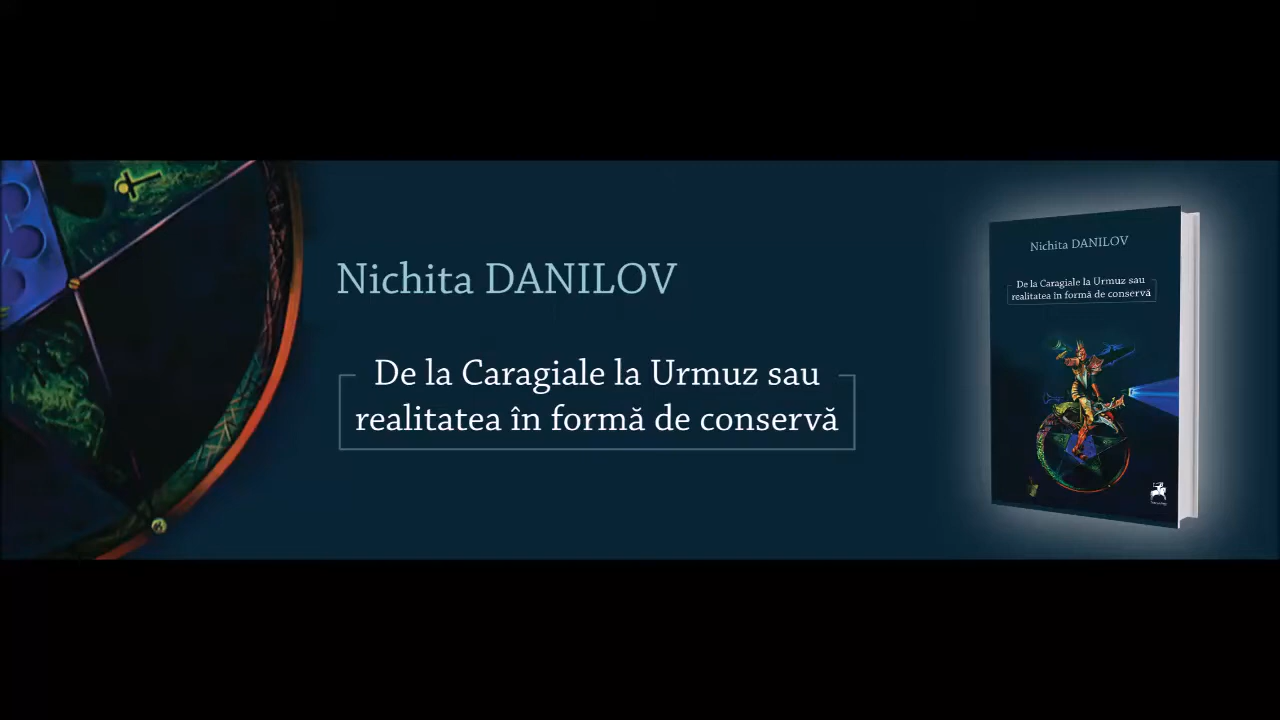 Nichita DANILOV
De la Caragiale la Urmuz sau
realitatea în formă de conservă
Nichita DANILOV
De la Caragiale la Urmuz sau
realitatea în formă de conservă